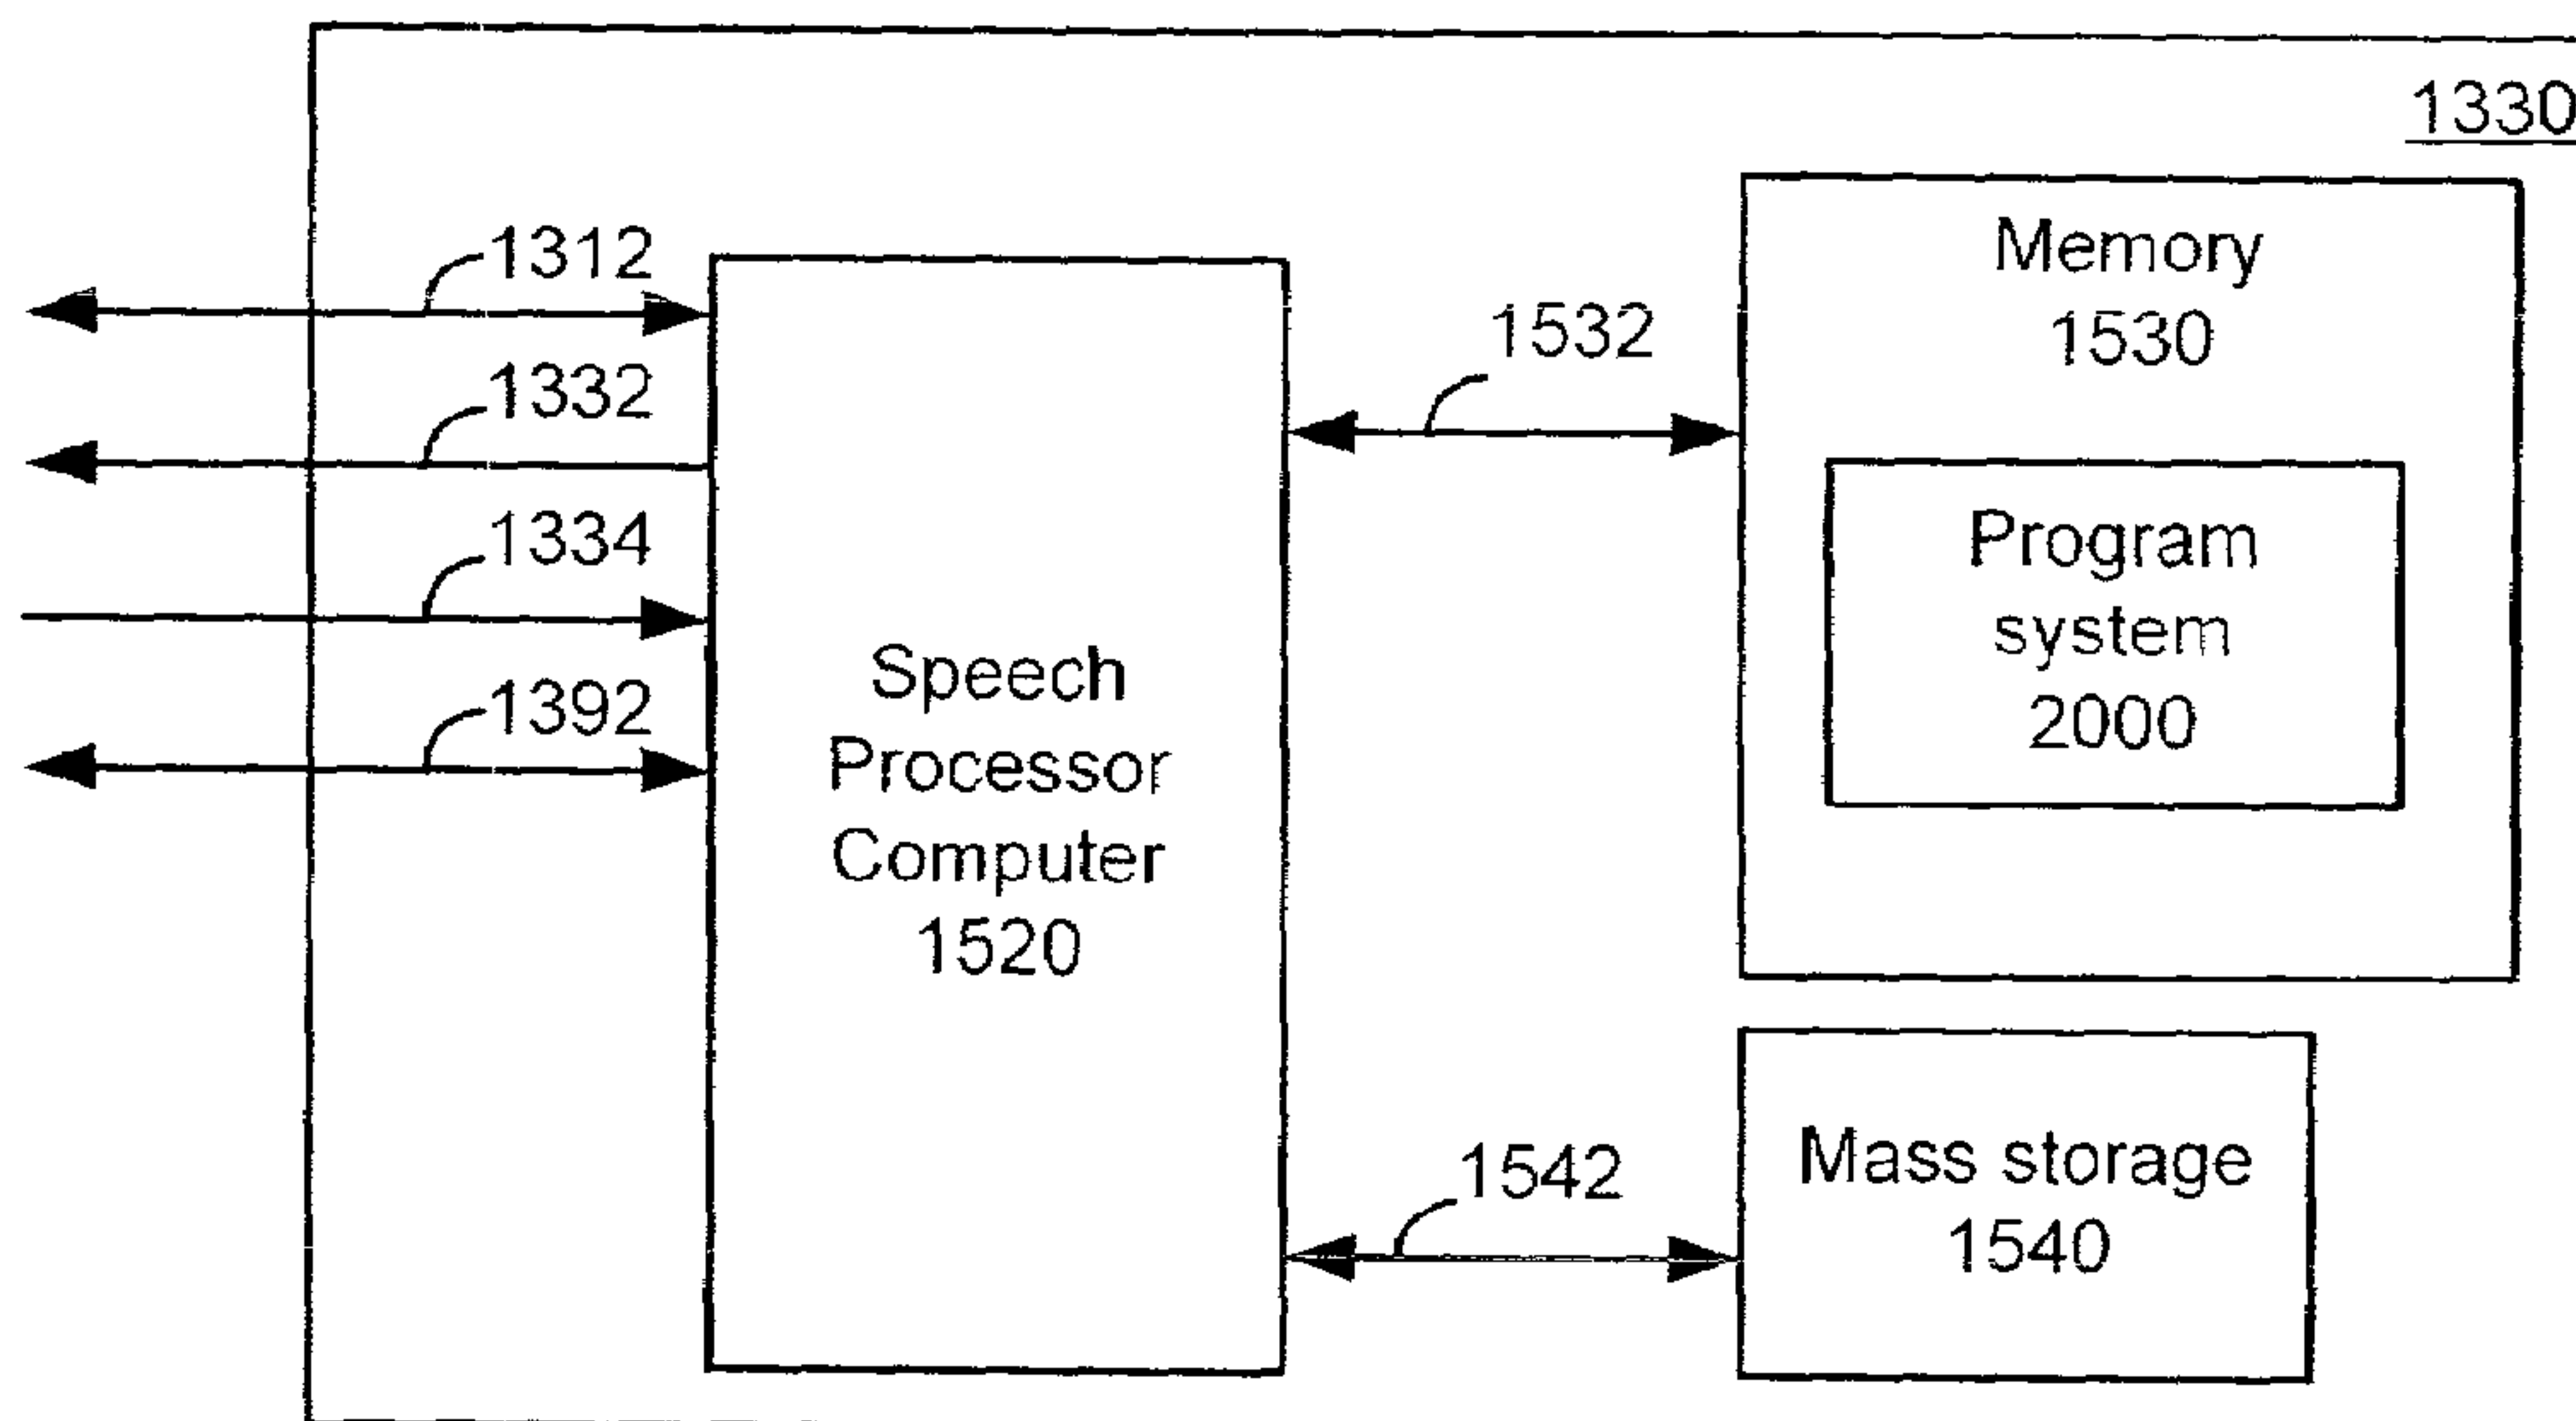 1330
1312
1332
1334
1392
Speech
Processor
Computer
1520
1532
Memory
1530
Program
system
2000
1542
Mass storage
1540